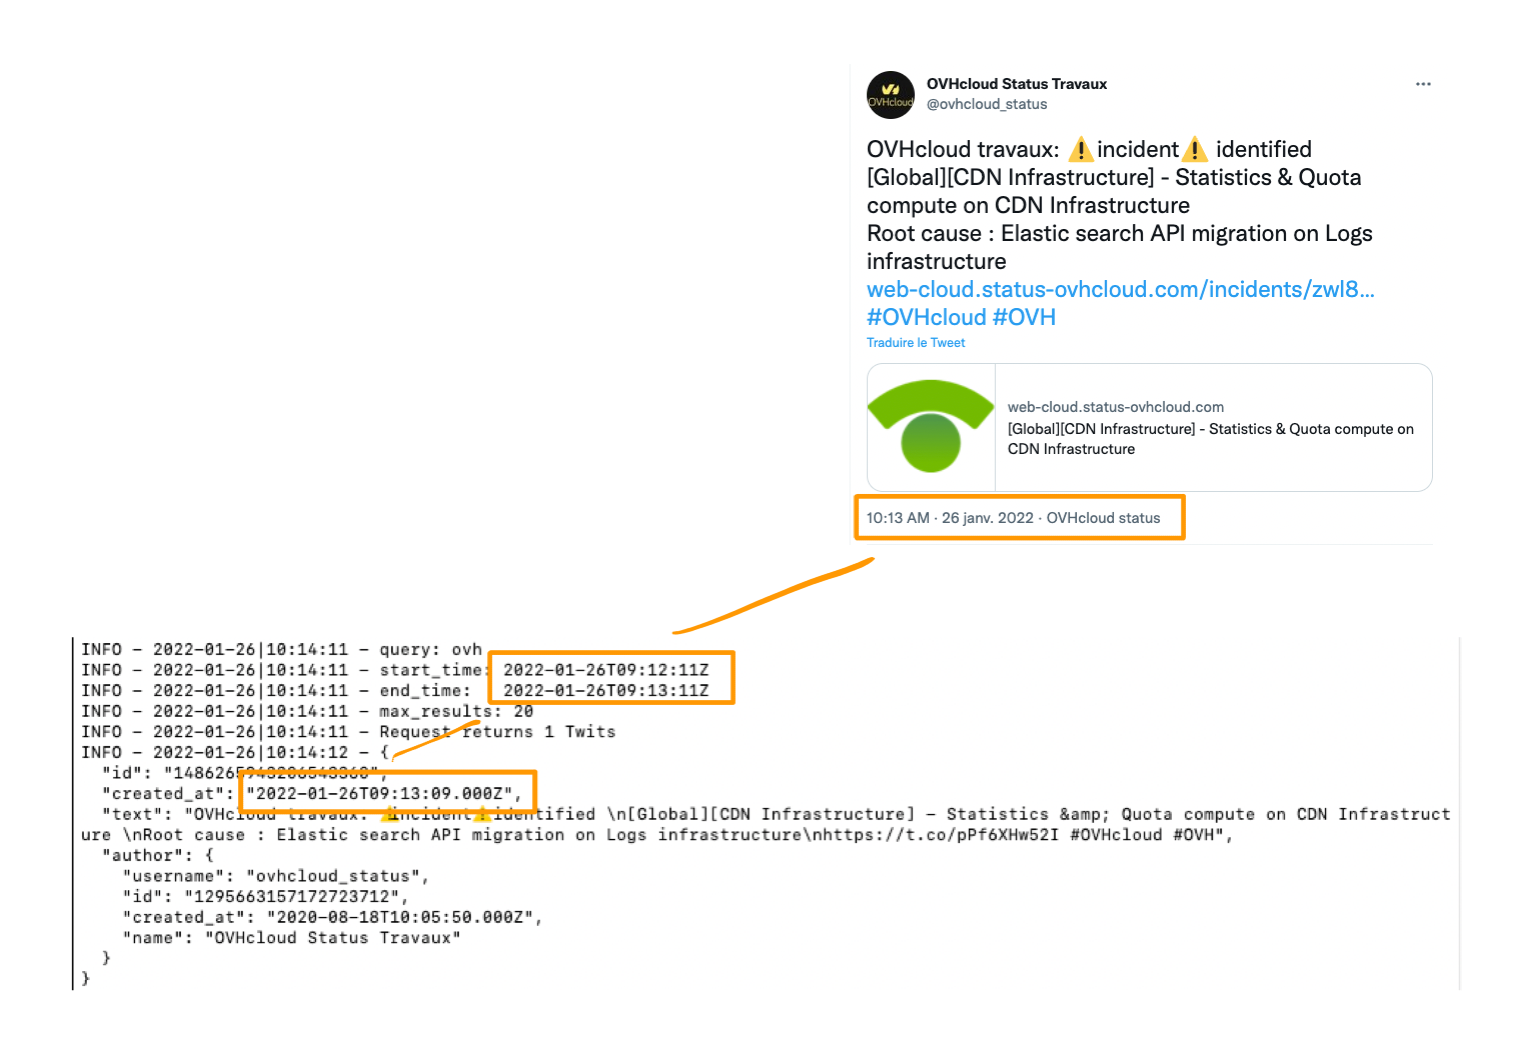 OVHcloud
OVHcloud Status Travaux
@ovhcloud_status
OVHcloud travaux: ⚠️incident⚠️ identified
[Global][CDN Infrastructure] - Statistics & Quota
compute on CDN Infrastructure
Root cause : Elastic search API migration on Logs
infrastructure
web-cloud.status-ovhcloud.com/incidents/zwl8...
#OVHcloud #OVH
Traduire le Tweet
web-cloud.status-ovhcloud.com
[Global][CDN Infrastructure] - Statistics & Quota compute on
CDN Infrastructure
10:13 AM · 26 janv. 2022 · OVHcloud status
INFO - 2022-01-26|10:14:11 - query: ovh
INFO - 2022-01-26|10:14:11 - start_time: 2022-01-26T09:12:11Z
INFO - 2022-01-26|10:14:11 - end_time: 2022-01-26T09:13:11Z
INFO - 2022-01-26|10:14:11 - max_results: 20
INFO - 2022-01-26|10:14:11 - Request returns 1 Twits
INFO - 2022-01-26|10:14:12 - {
"id":
"created_at": "2022-01-26T09:13:09.000Z",
"text": "OVHcloud travaux: ⚠️incident⚠️identified \n[Global][CDN Infrastructure] - Statistics &amp; Quota compute on CDN Infrastruct
ure \nRoot cause : Elastic search API migration on Logs infrastructure\nhttps://t.co/pPf6XHw52I #OVHcloud #OVH",
"author": {
"username": "ovhcloud_status",
"id": "1295663157172723712",
"created_at": "2020-08-18T10:05:50.000Z",
"name": "OVHcloud Status Travaux"
}
}